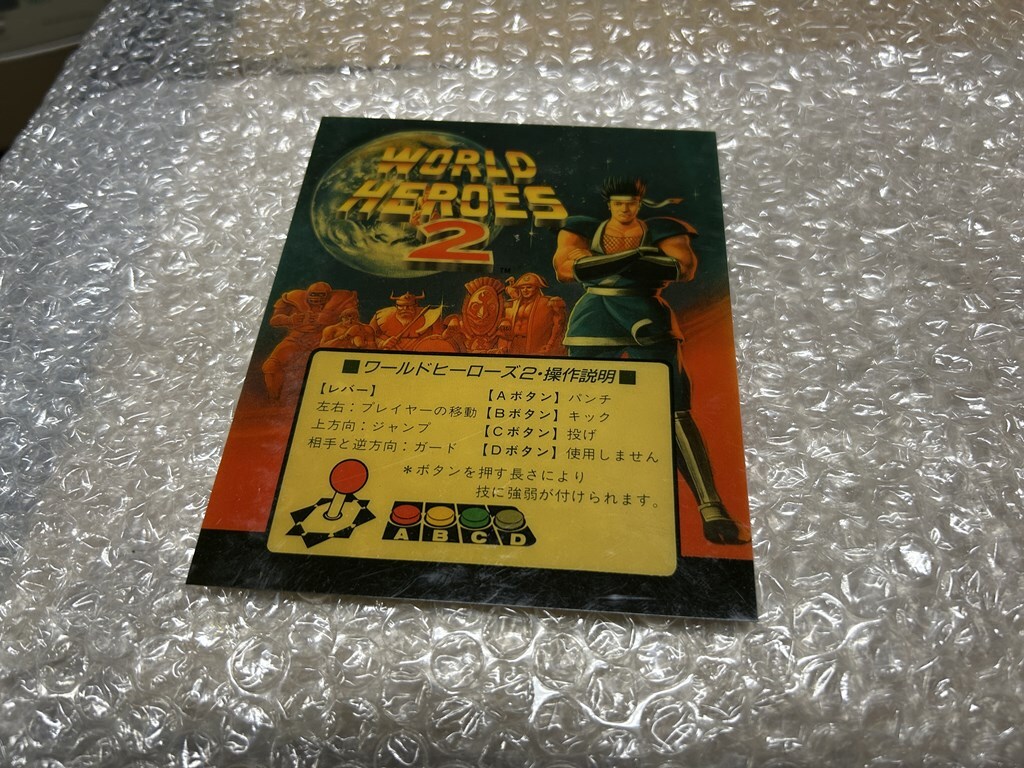 WORLD
HEROES
2
TM
■ワールドヒーローズ2・操作説明■
【レバー】
左右：プレイヤーの移動
上方向：ジャンプ
相手と逆方向：ガード
【Aボタン】パンチ
【Bボタン】キック
【Cボタン】投げ
【Dボタン】使用しません
＊ボタンを押す長さにより
技に強弱が付けられます。
A B C D